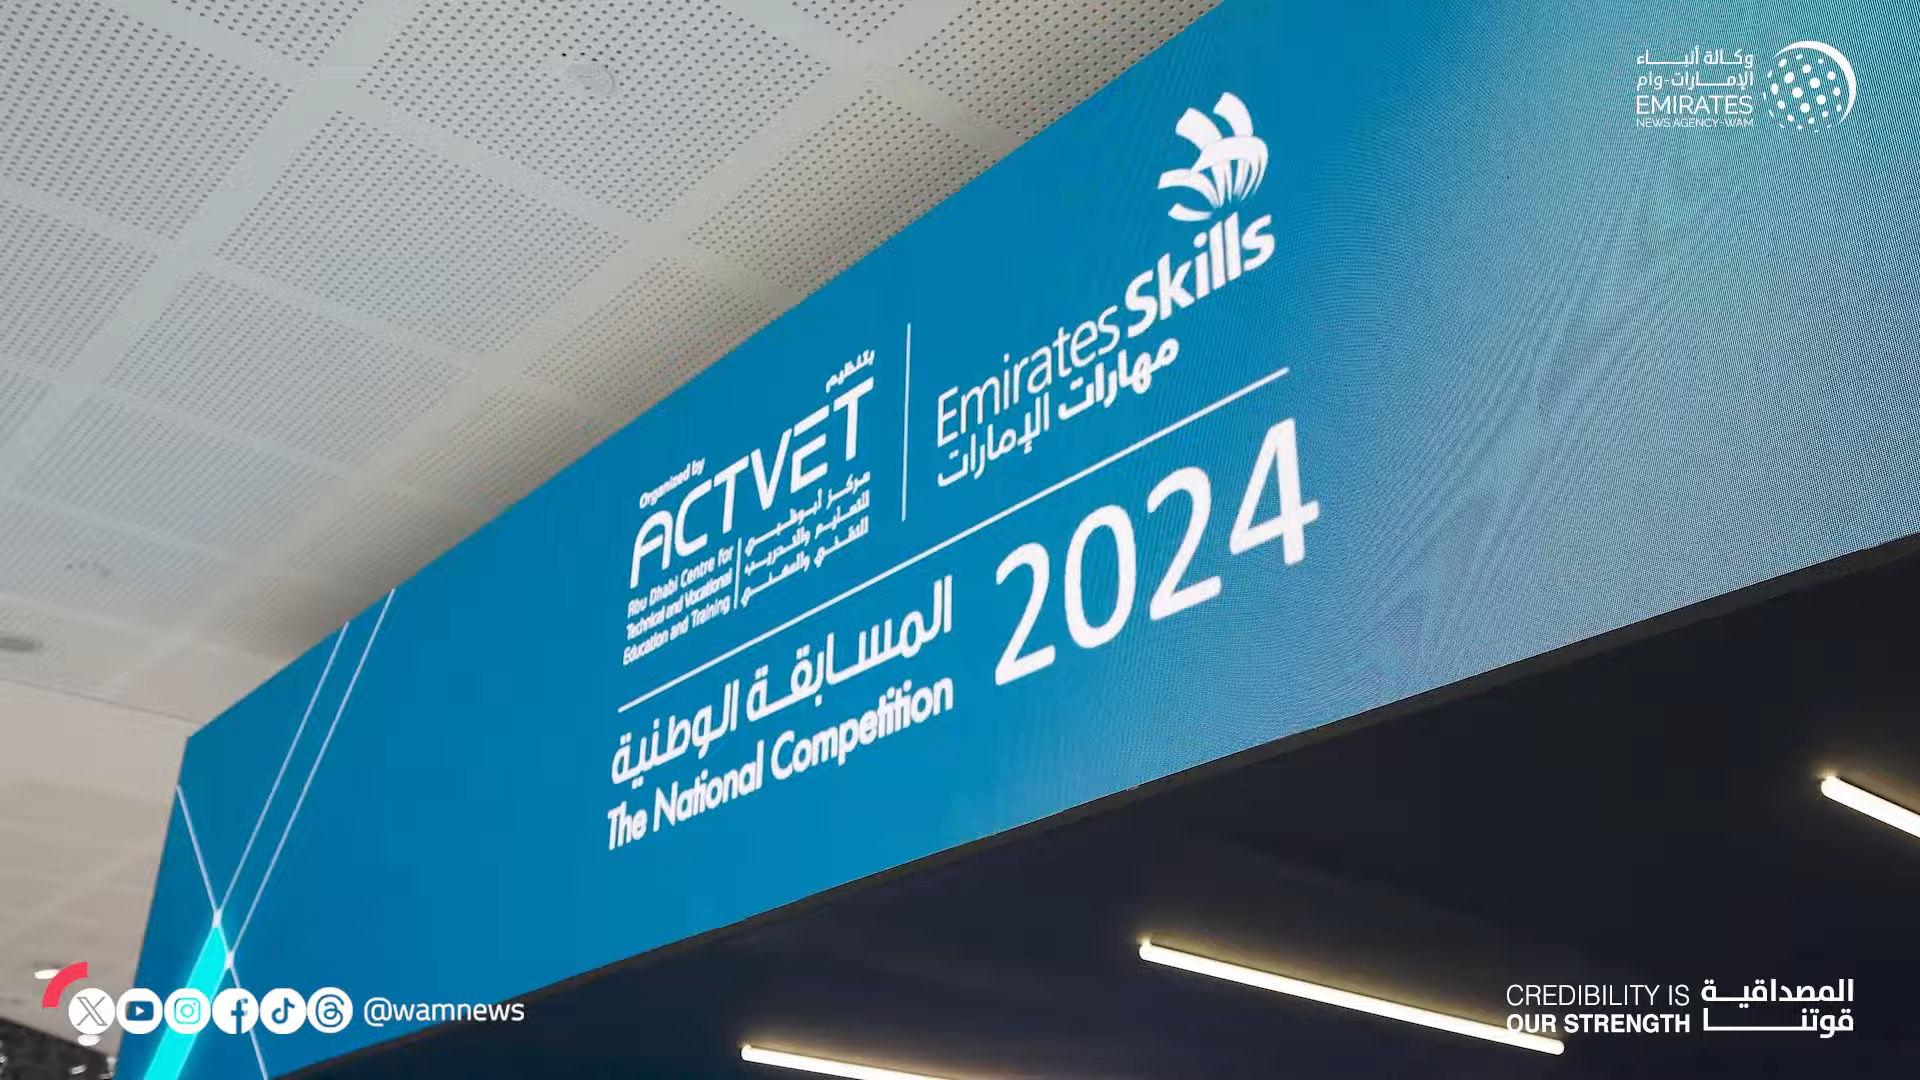 وكالة أنباء
الإمارات-وام
EMIRATES
NEWS AGENCY-WAM
Emirates Skills
مهارات الإمارات
بتنظيم
Organized by
ACTVET
Abu Dhabi Centre for
Technical and Vocational
Education and Training
مركز أبوظبي
للتعليم والتدريب
التقني والمهني
المسابقة الوطنية
The National Competition
2024
@wamnews
CREDIBILITY IS
OUR STRENGTH
المصداقية
قوتنا